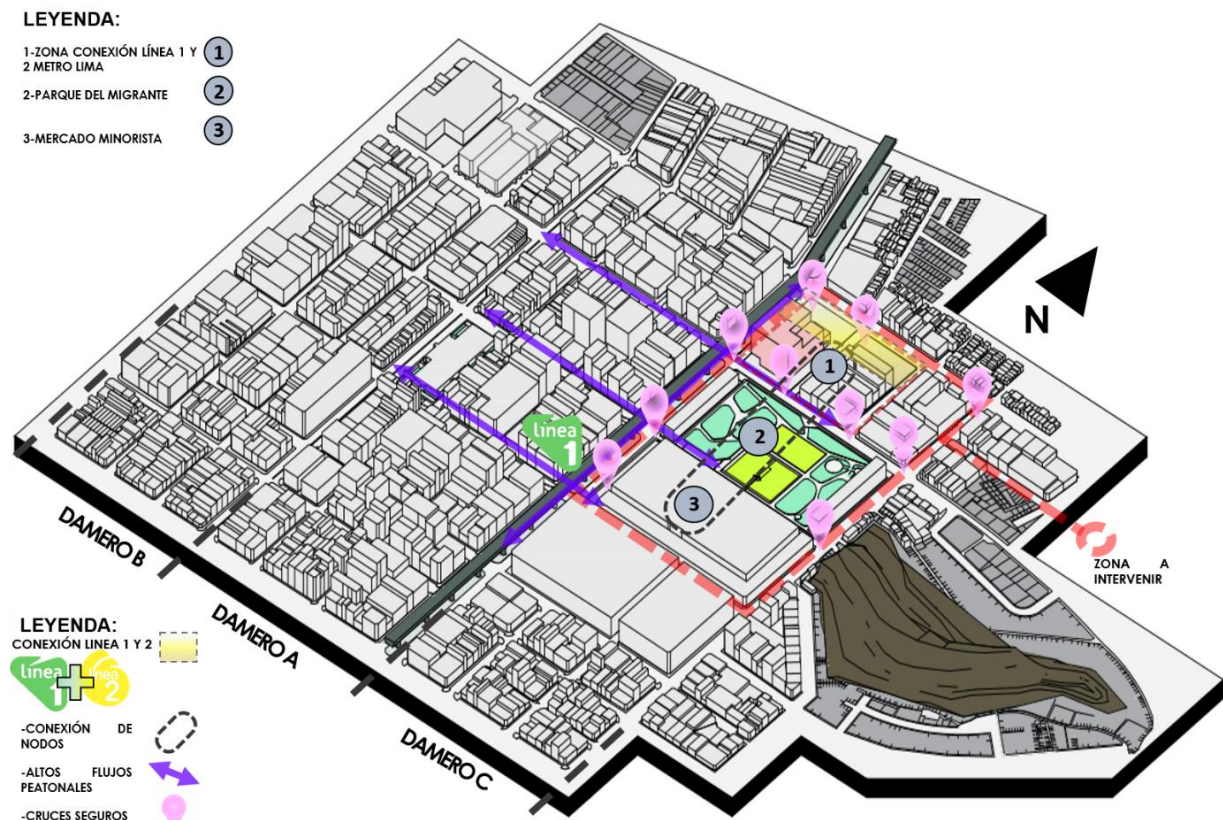 LEYENDA:
1-ZONA CONEXIÓN LÍNEA 1 Y 1
2 METRO LIMA
2-PARQUE DEL MIGRANTE 2
3-MERCADO MINORISTA 3
N
1
2
3
línea
1
ZONA A
INTERVENIR
DAMERO B
DAMERO A
DAMERO C
LEYENDA:
CONEXIÓN LINEA 1 Y 2
línea
1
línea
2
-CONEXIÓN DE
NODOS
-ALTOS FLUJOS
PEATONALES
-CRUCES SEGUROS